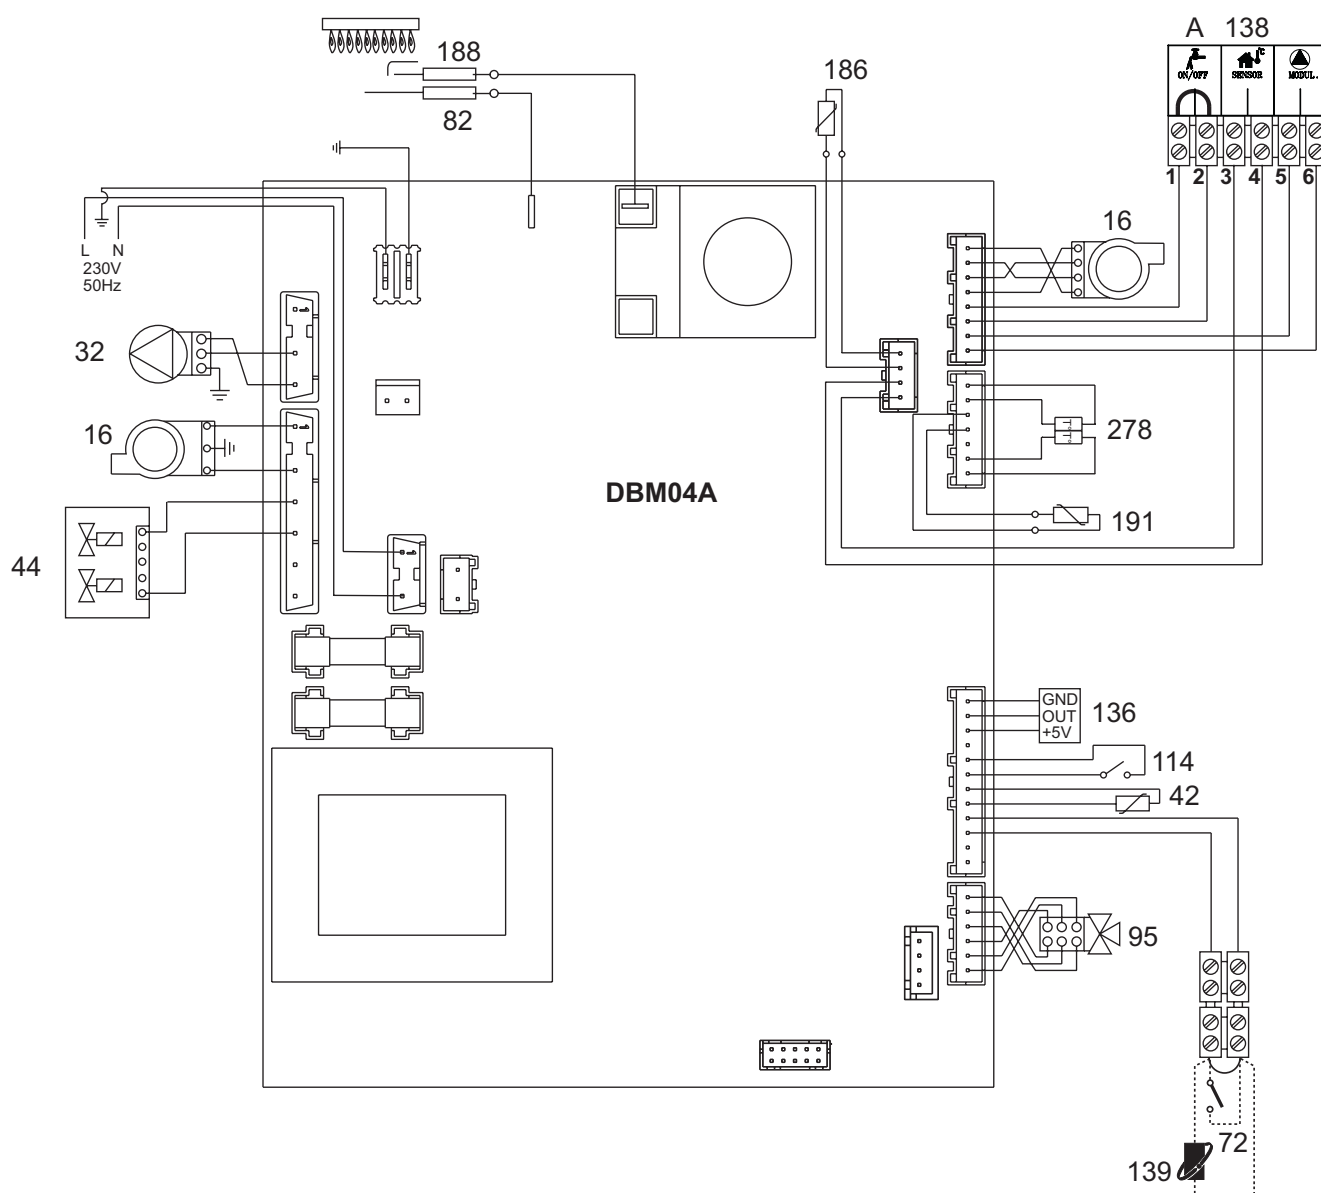 A 138
°C
ON/OFF SENSOR MODUL.
1 2 3 4 5 6
188
82
186
16
L N
230V
50Hz
32
16
278
T° T°
DBM04A
191
44
GND
OUT
+5V
136
114
42
95
72
139